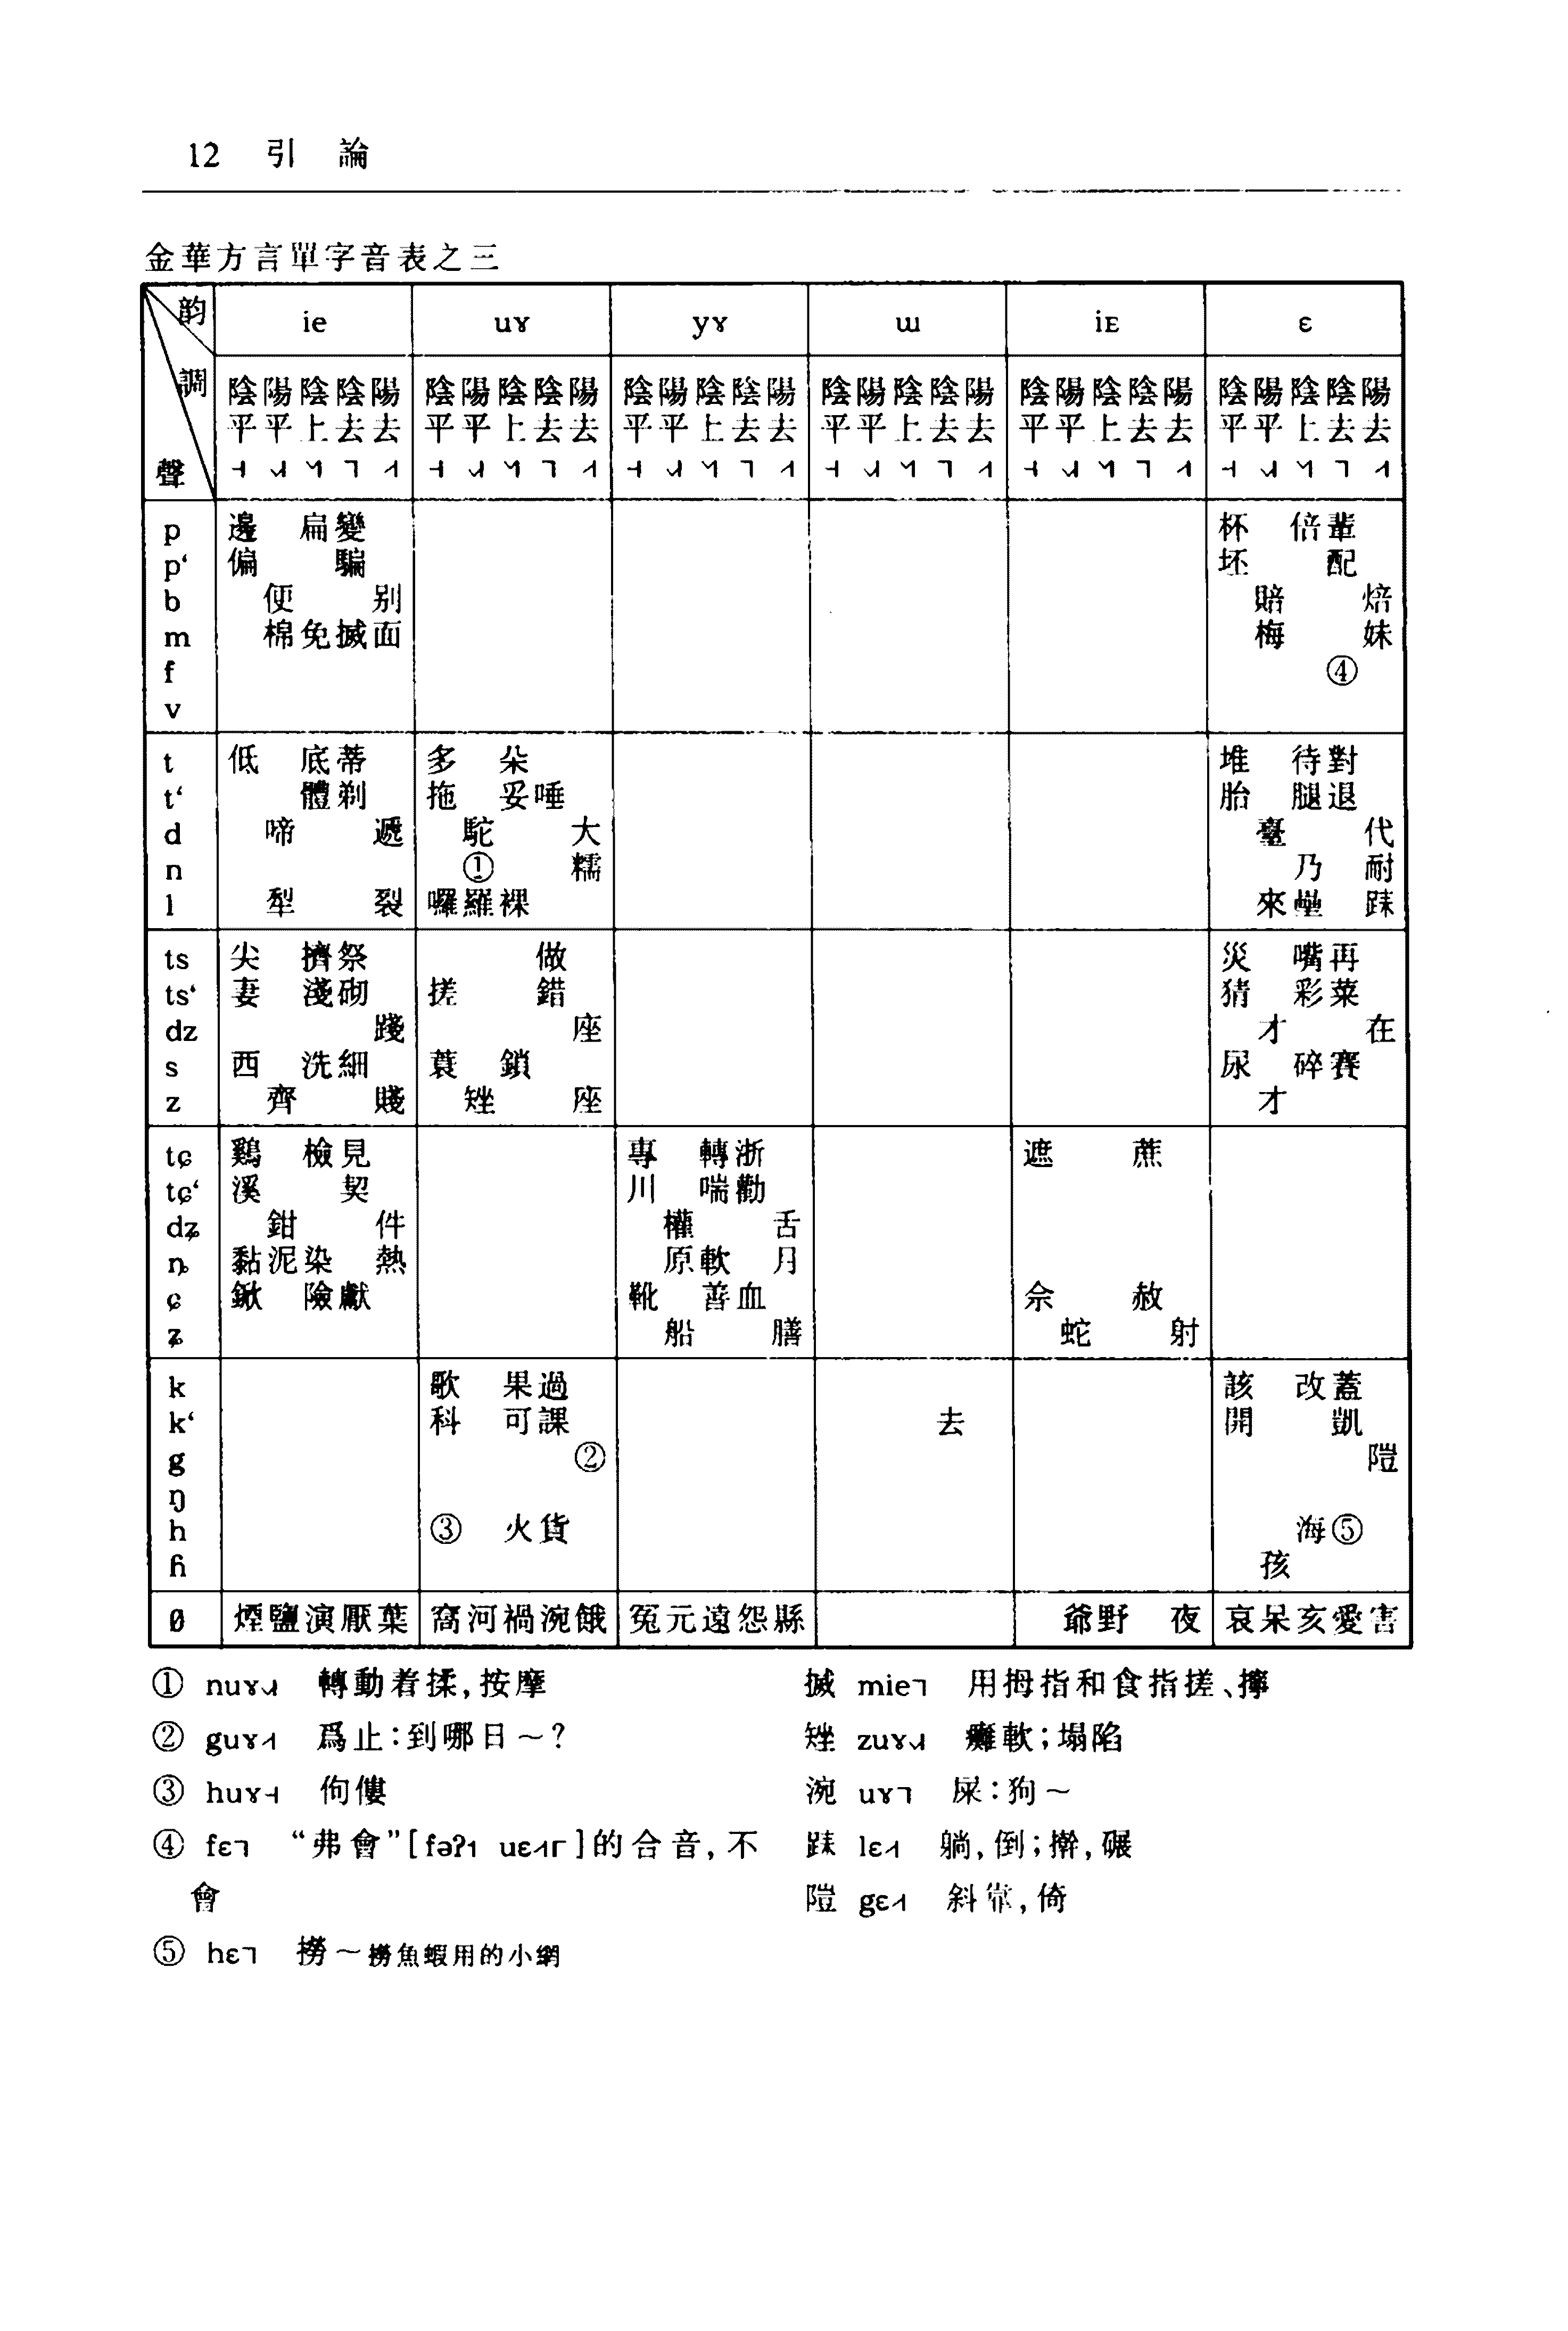 12 引 論
金華方言單字音表之三
韵 ie uɤ yɤ ɯ iᴇ ɛ
調 陰陽陰陰陽 陰陽陰陰陽 陰陽陰陰陽 陰陽陰陰陽 陰陽陰陰陽 陰陽陰陰陽
平平上去去 平平上去去 平平上去去 平平上去去 平平上去去 平平上去去
聲 ˧ ˨˩˧ ˥˧˥ ˥ ˨˦ ˧ ˨˩˧ ˥˧˥ ˥ ˨˦ ˧ ˨˩˧ ˥˧˥ ˥ ˨˦ ˧ ˨˩˧ ˥˧˥ ˥ ˨˦ ˧ ˨˩˧ ˥˧˥ ˥ ˨˦ ˧ ˨˩˧ ˥˧˥ ˥ ˨˦
p 邊 扁變 杯 倍輩
pʻ 偏 騙 坯 配
b 便 别 賠 焙
m 棉免搣面 梅 妹
f ④
v
t 低 底蒂 多 朵 堆 待對
tʻ 體剃 拖 妥唾 胎 腿退
d 啼 遞 駝 大 臺 代
n ① 糯 乃 耐
l 犁 裂 囉羅裸 來壘 𨂐
ts 尖 擠祭 做 災 嘴再
tsʻ 妻 淺砌 搓 錯 猜 彩菜
dz 踐 座 才 在
s 西 洗細 蓑 鎖 尿 碎賽
z 齊 賤 矬 座 才
tɕ 鷄 檢見 專 轉浙 遮 蔗
tɕʻ 溪 契 川 喘勸
dʑ 鉗 件 權 舌
ȵ 黏泥染 熱 原軟 月
ɕ 鍬 險獻 靴 善血 佘 赦
ʑ 船 膳 蛇 射
k 歌 果過 該 改蓋
kʻ 科 可課 去 開 凱
g ② 隑
ŋ
h ③ 火貨 海⑤
ɦ 孩
∅ 煙鹽演厭葉 窩河禍涴餓 冤元遠怨縣 爺野 夜 哀呆亥愛害
① nuɤ˨˩˧ 轉動着揉,按摩
② guɤ˨˦ 爲止:到哪日～?
③ huɤ˧ 佝僂
④ fɛ˥ “弗會”[fəʔ˦ uɛ˨˦꜒]的合音,不
會
⑤ hɛ˥ 撈～撈魚蝦用的小網
搣 mie˥ 用拇指和食指搓、擰
矬 zuɤ˨˩˧ 癱軟;塌陷
涴 uɤ˥ 屎:狗～
𨂐 lɛ˨˦ 躺,倒;擀,碾
隑 gɛ˨˦ 斜靠,倚